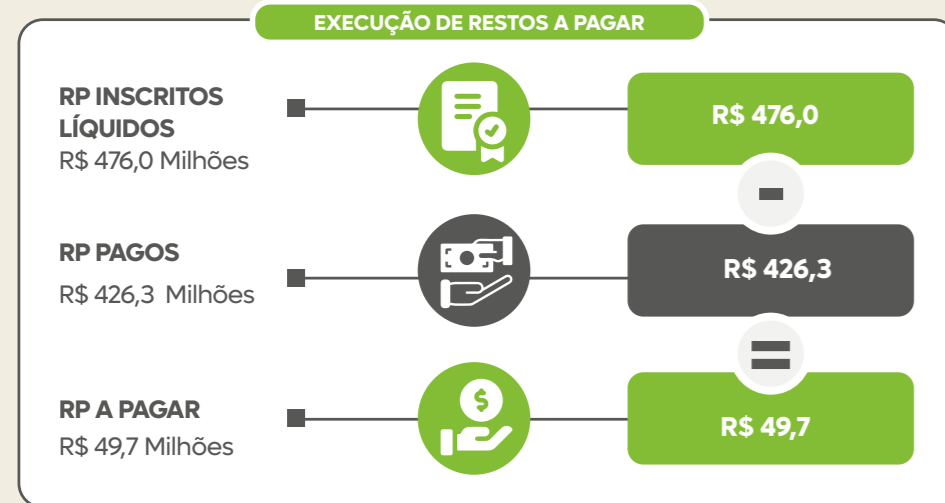 EXECUÇÃO DE RESTOS A PAGAR
RP INSCRITOS
LÍQUIDOS
R$ 476,0 Milhões
R$ 476,0
-
RP PAGOS
R$ 426,3 Milhões
R$ 426,3
=
RP A PAGAR
R$ 49,7 Milhões
$
R$ 49,7